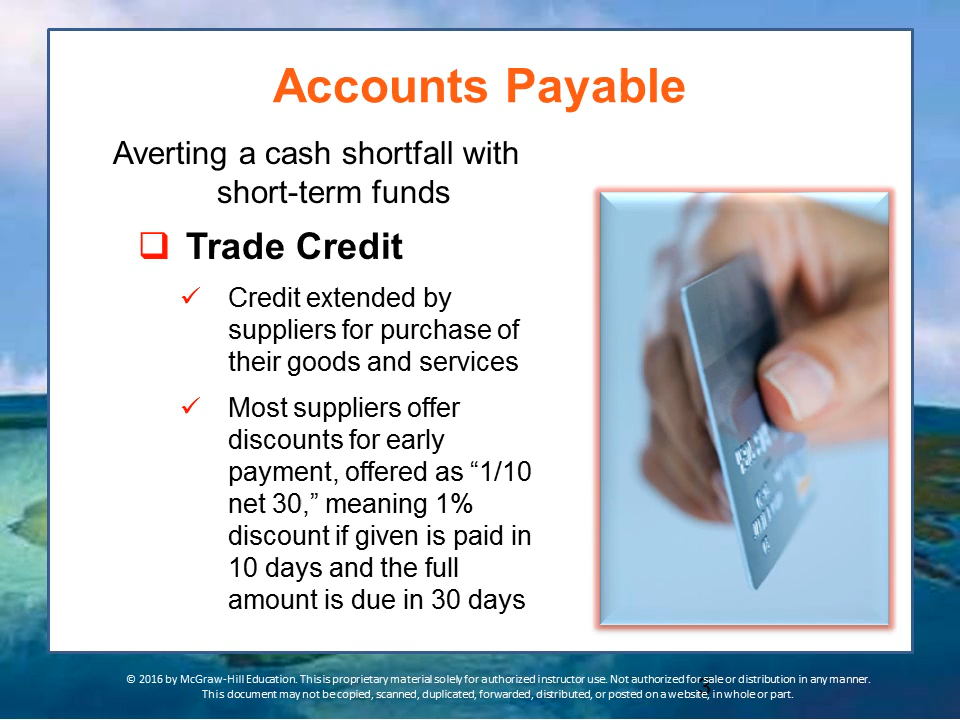 Accounts Payable
Averting a cash shortfall with
short-term funds
Trade Credit
Credit extended by
suppliers for purchase of
their goods and services
Most suppliers offer
discounts for early
payment, offered as “1/10
net 30,” meaning 1%
discount if given is paid in
10 days and the full
amount is due in 30 days
© 2016 by McGraw-Hill Education. This is proprietary material solely for authorized instructor use. Not authorized for sale or distribution in any manner.
This document may not be copied, scanned, duplicated, forwarded, distributed, or posted on a website, in whole or part.